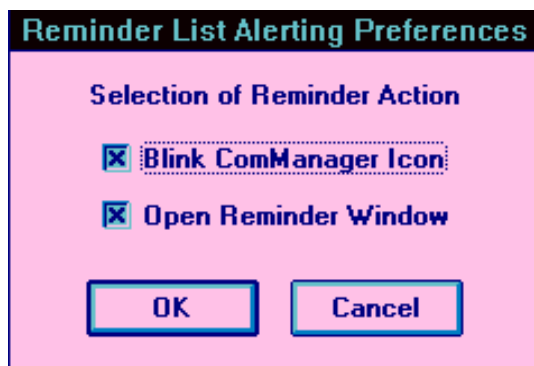 Reminder List Alerting Preferences
Selection of Reminder Action
Blink ComManager Icon
Open Reminder Window
OK Cancel